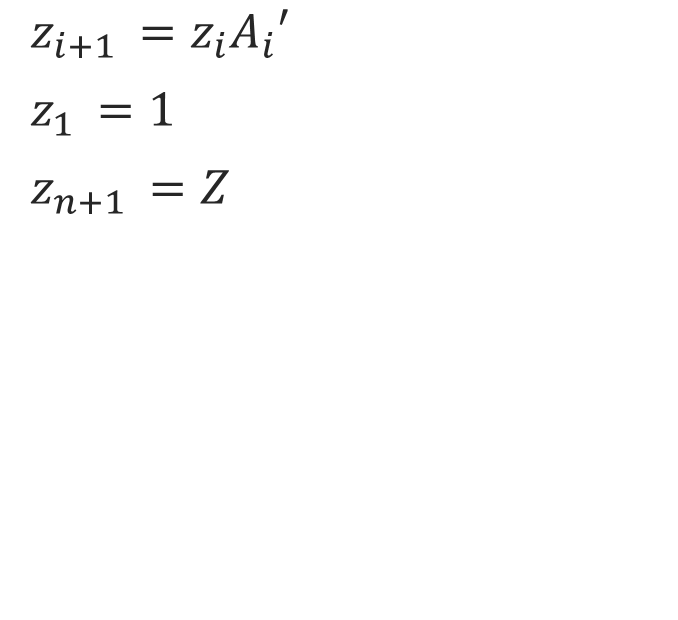 z_{i+1} = z_i A_i'
z_1 = 1
z_{n+1} = Z